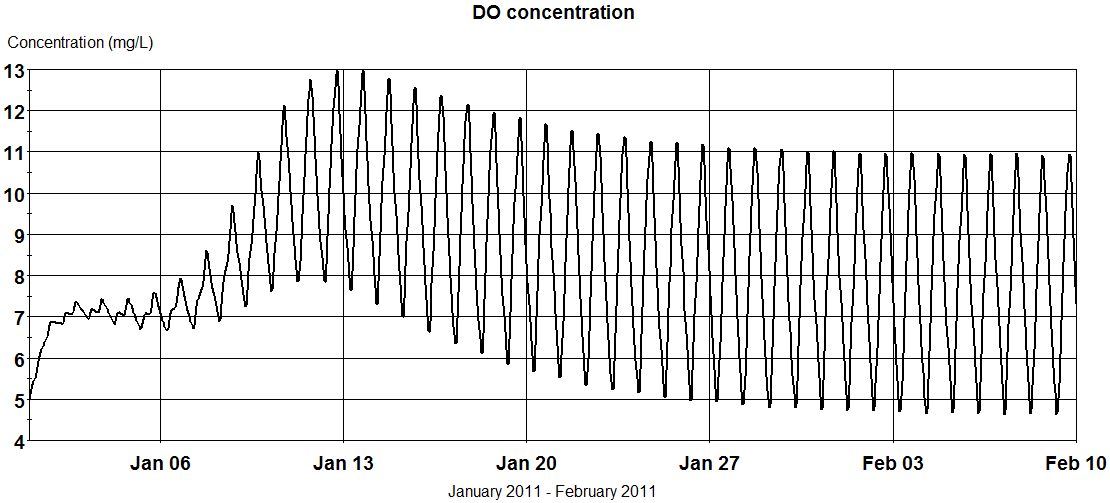 DO concentration
Concentration (mg/L)
13
12
11
10
9
8
7
6
5
4
Jan 06 Jan 13 Jan 20 Jan 27 Feb 03 Feb 10
January 2011 - February 2011